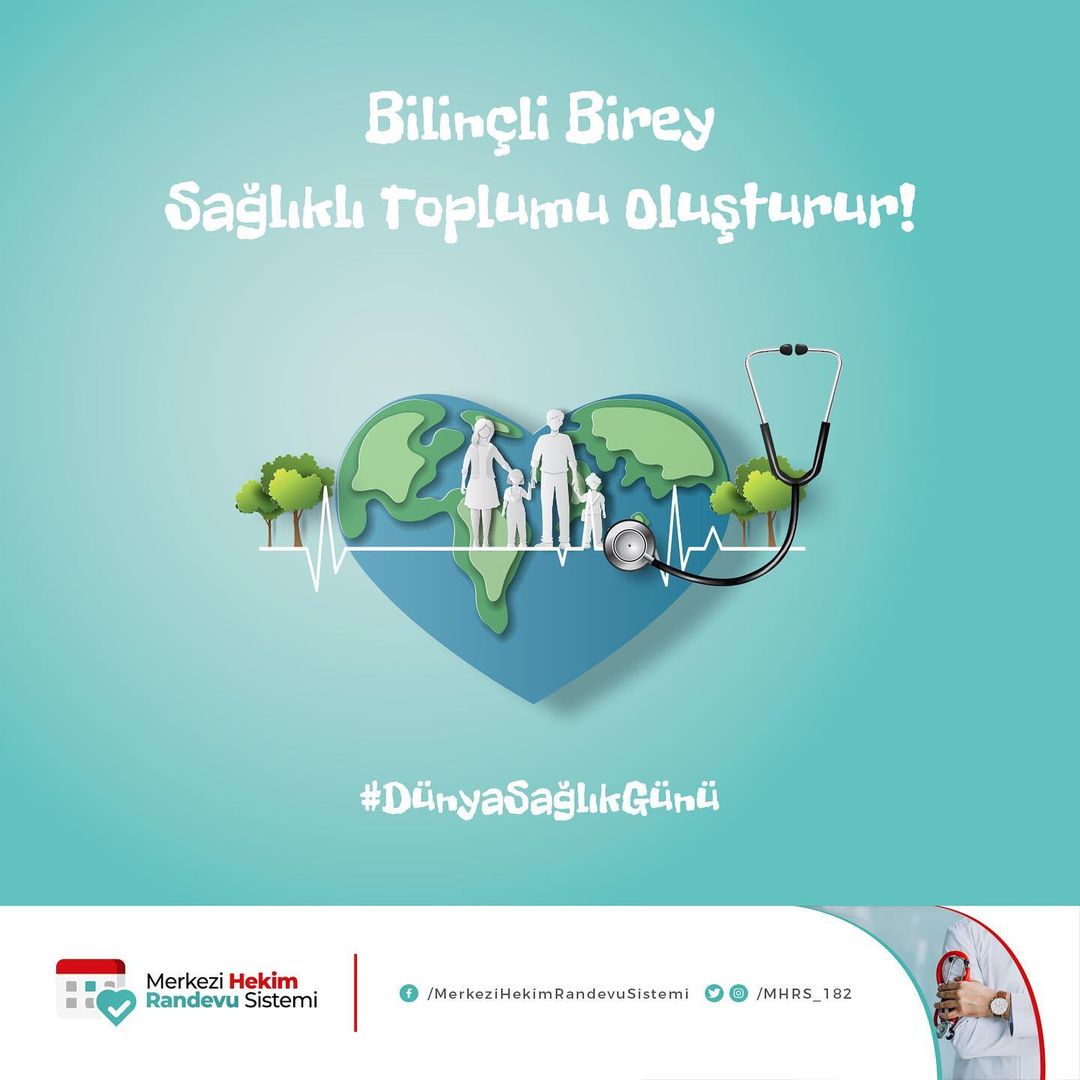 Bilinçli Birey
Sağlıklı Toplumu Oluşturur!
#DünyaSağlıkGünü
Merkezi Hekim
Randevu Sistemi
/MerkeziHekimRandevuSistemi /MHRS_182